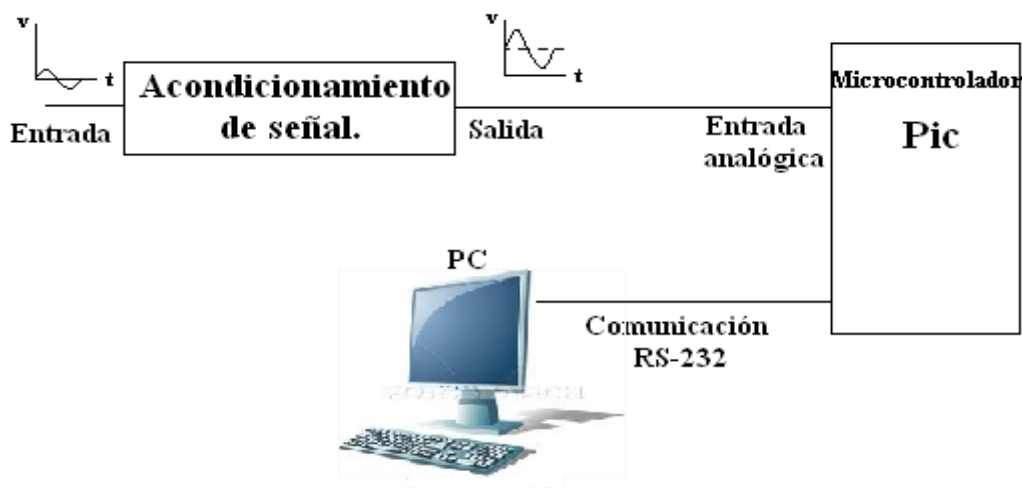 v
t
Entrada
Acondicionamiento
de señal.
v
t
Salida
Entrada
analógica
Microcontrolador
Pic
PC
Comunicación
RS-232